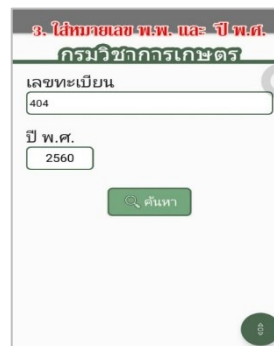 3. ใส่หมายเลข พ.พ. และ ปี พ.ศ.
กรมวิชาการเกษตร
เลขทะเบียน
404
ปี พ.ศ.
2560
ค้นหา